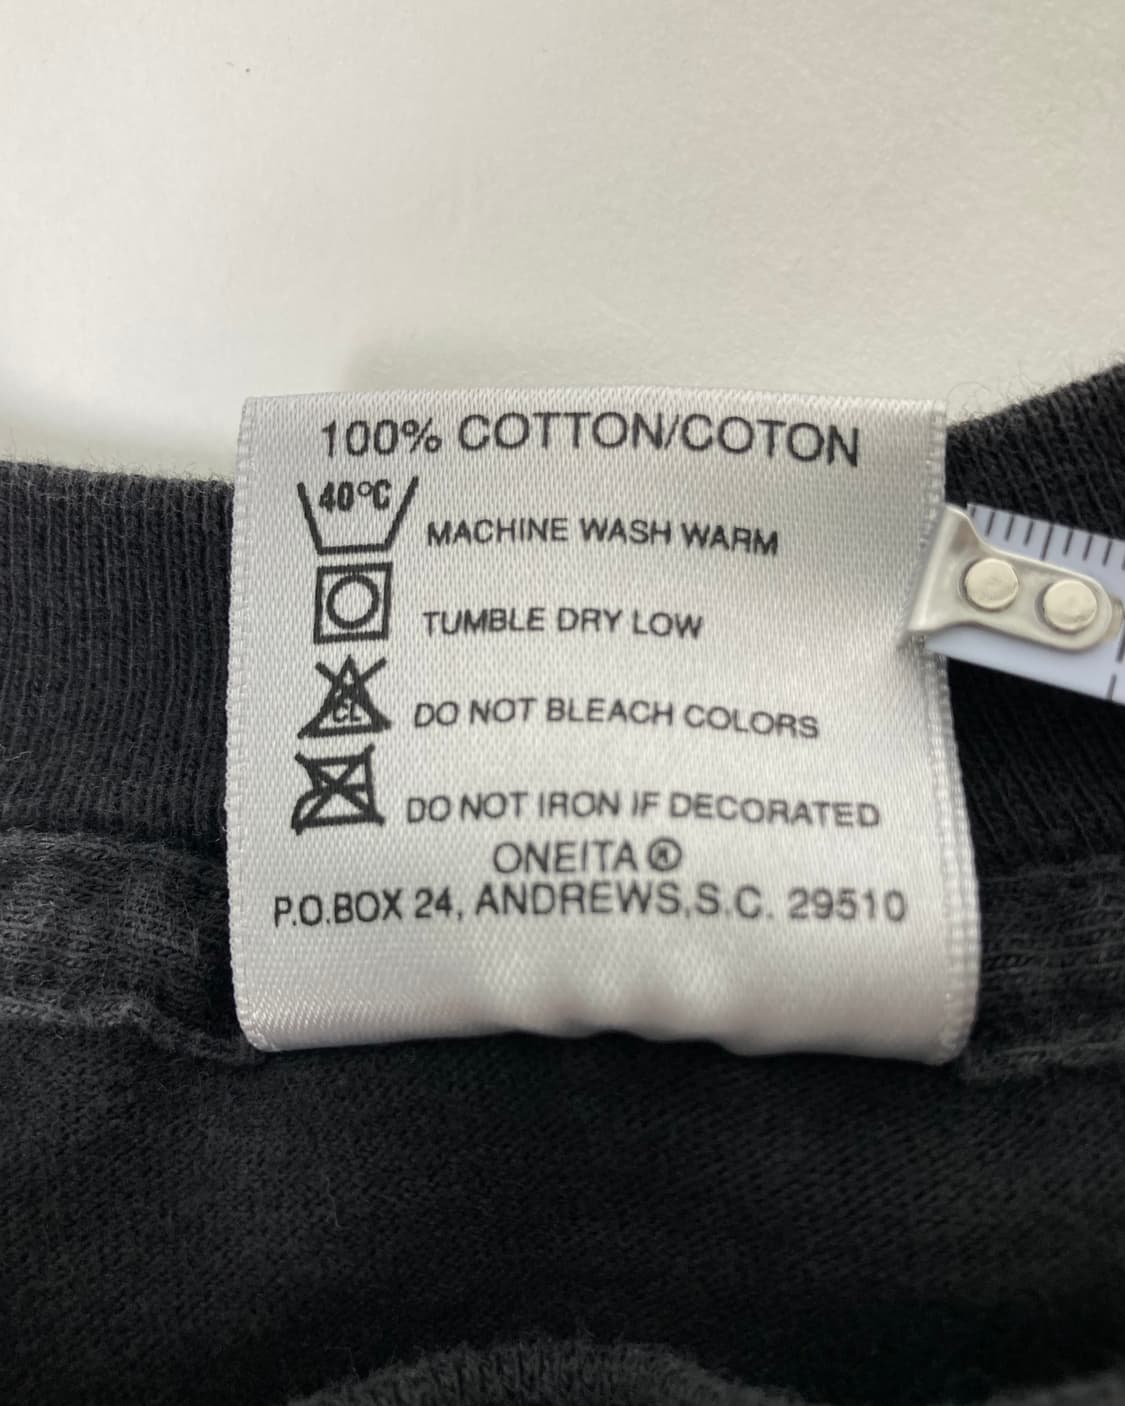 100% COTTON/COTON
40°C
MACHINE WASH WARM
TUMBLE DRY LOW
CL
DO NOT BLEACH COLORS
DO NOT IRON IF DECORATED
ONEITA ®
P.O.BOX 24, ANDREWS,S.C. 29510